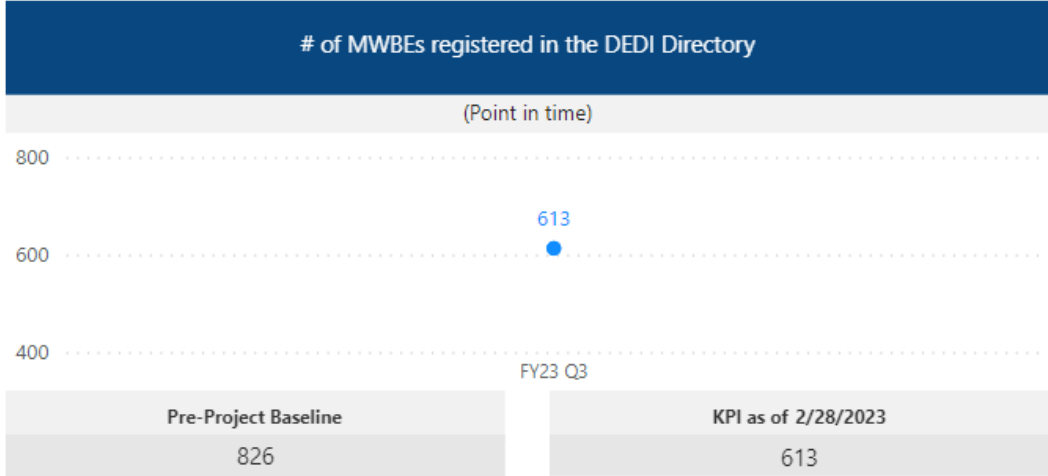 # of MWBEs registered in the DEDI Directory
(Point in time)
800
613
600
400
FY23 Q3
Pre-Project Baseline
KPI as of 2/28/2023
826
613